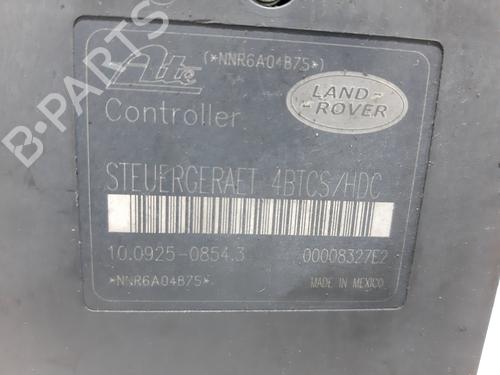 (*NNR6A04B75*)
Ate
Controller
LAND-
ROVER
STEUERGERAET 4BTCS/HDC
10.0925-0854.3 00008327E2
*NNR6A04B75* MADE IN MEXICO
B-PARTS